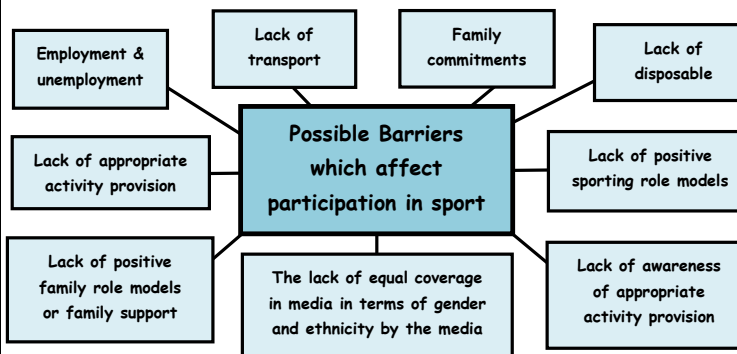 Employment &
unemployment
Lack of
transport
Family
commitments
Lack of
disposable
Possible Barriers
which affect
participation in sport
Lack of appropriate
activity provision
Lack of positive
sporting role models
Lack of positive
family role models
or family support
The lack of equal coverage
in media in terms of gender
and ethnicity by the media
Lack of awareness
of appropriate
activity provision